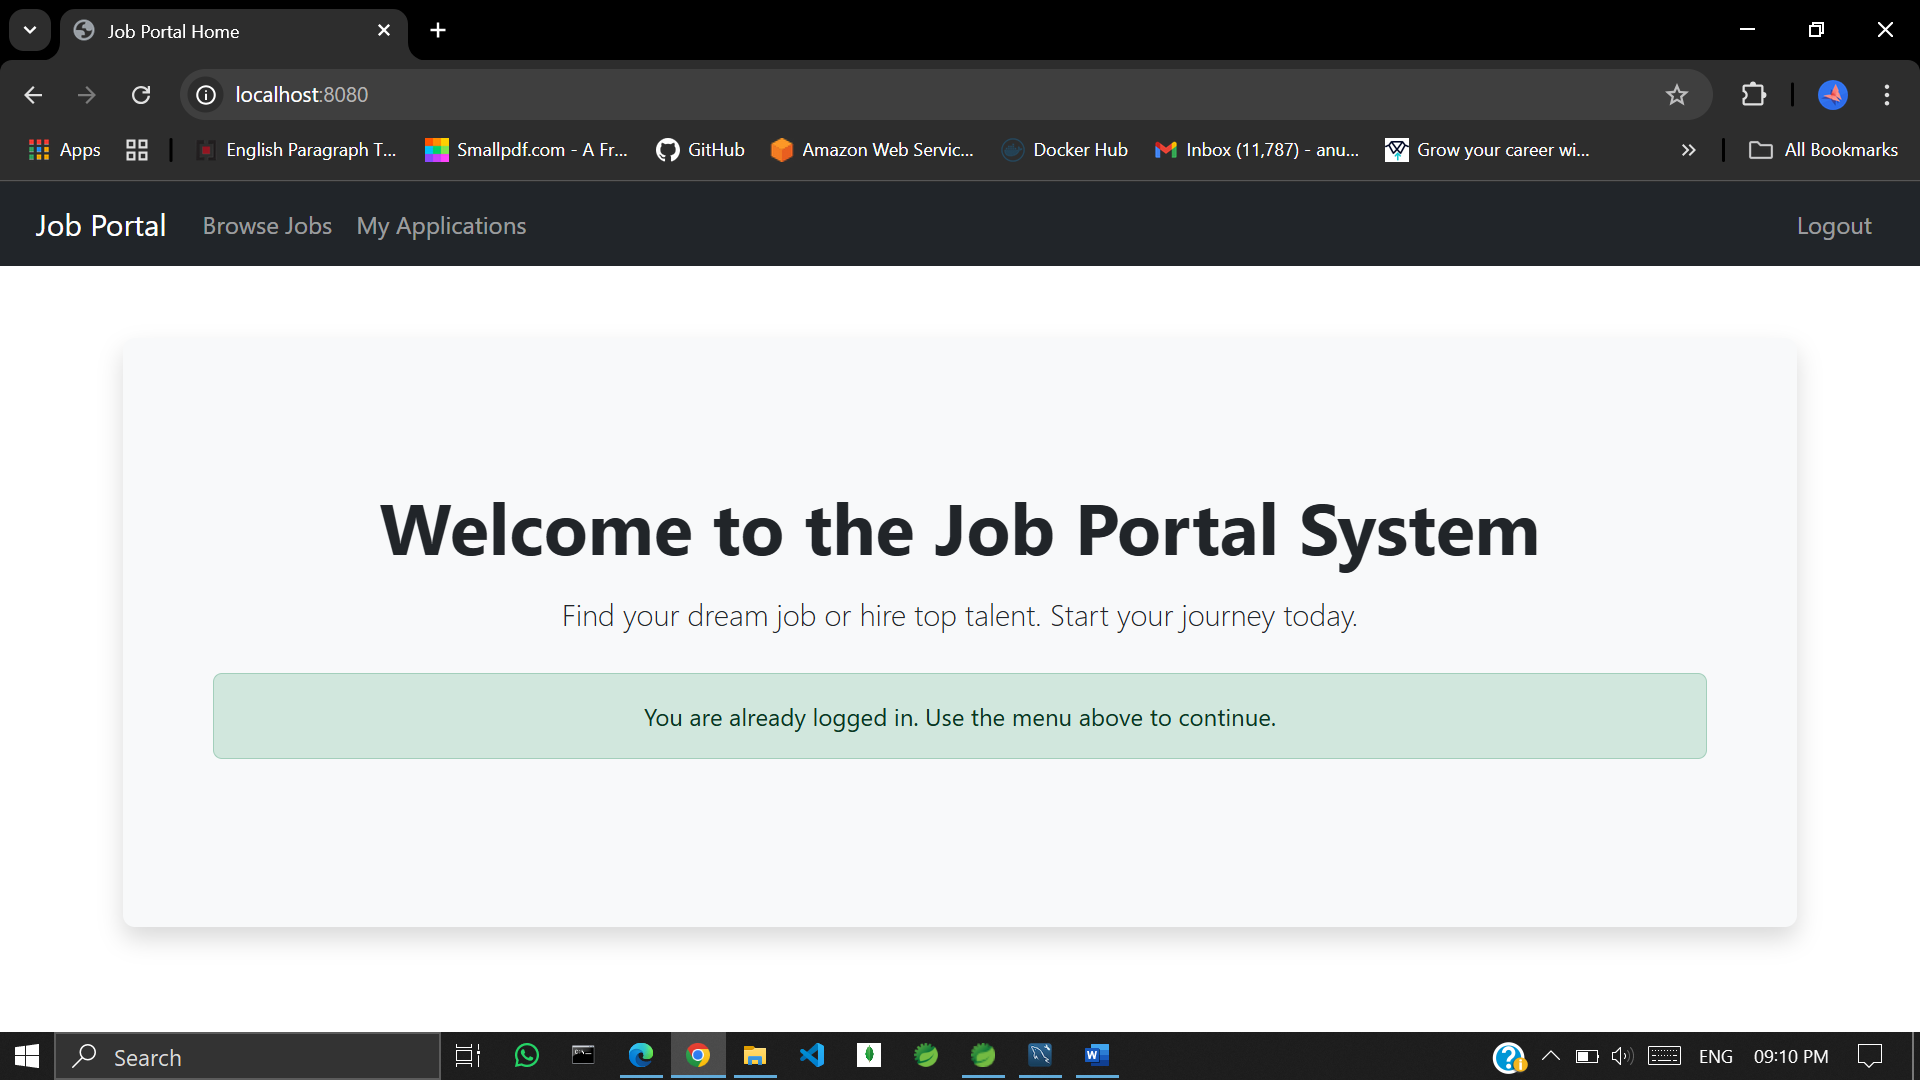 Job Portal Home
localhost:8080
Apps
English Paragraph T...
Smallpdf.com - A Fr...
GitHub
Amazon Web Servic...
Docker Hub
Inbox (11,787) - anu...
Grow your career wi...
All Bookmarks
Job Portal Browse Jobs My Applications Logout
Welcome to the Job Portal System
Find your dream job or hire top talent. Start your journey today.
You are already logged in. Use the menu above to continue.
Search
ENG
09:10 PM